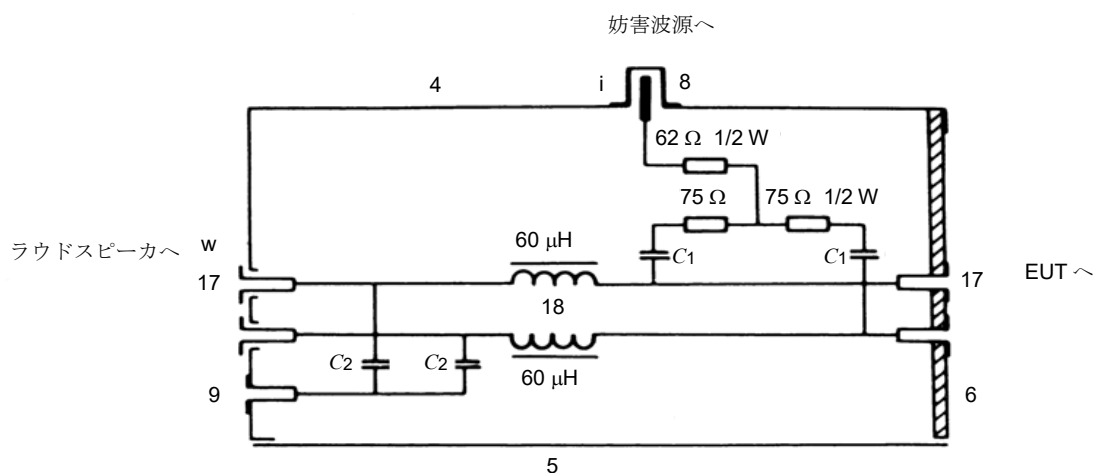 妨害波源へ
4
i
8
62 Ω 1/2 W
75 Ω
75 Ω 1/2 W
ラウドスピーカへ
w
60 μH
C1
C1
17
18
17
EUT へ
C2
C2
60 μH
9
6
5